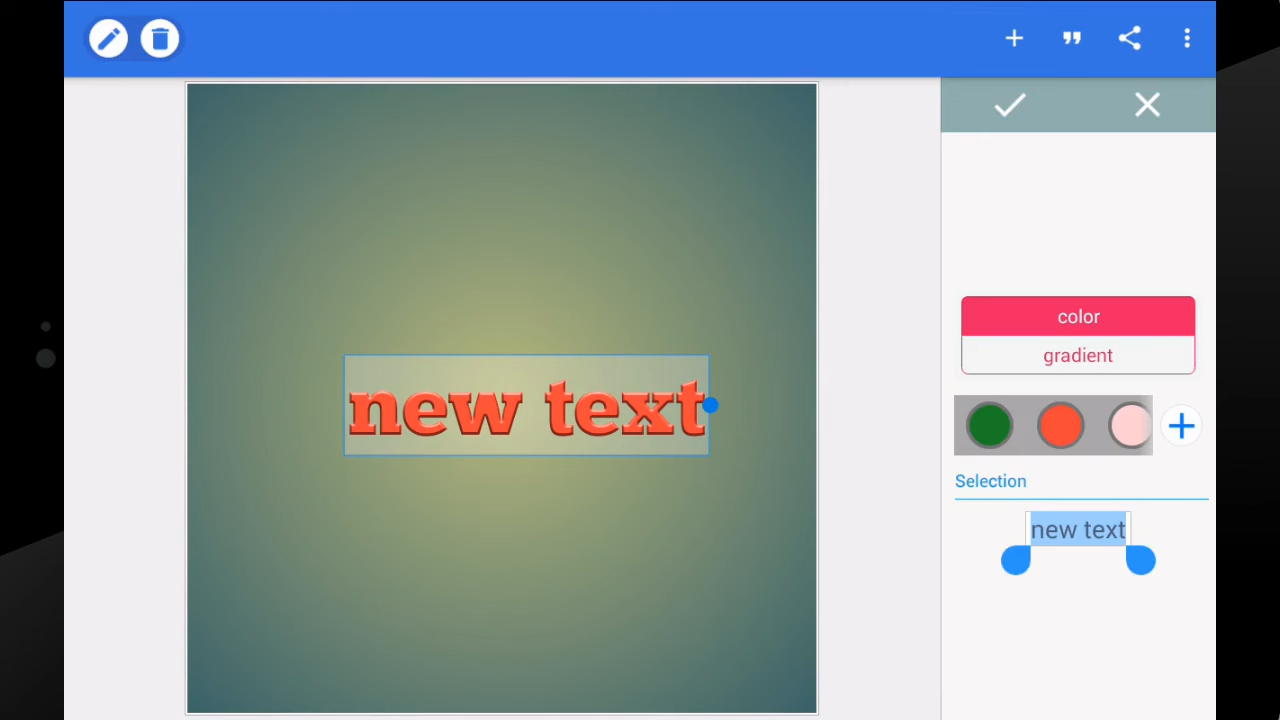 new text
color
gradient
Selection
new text